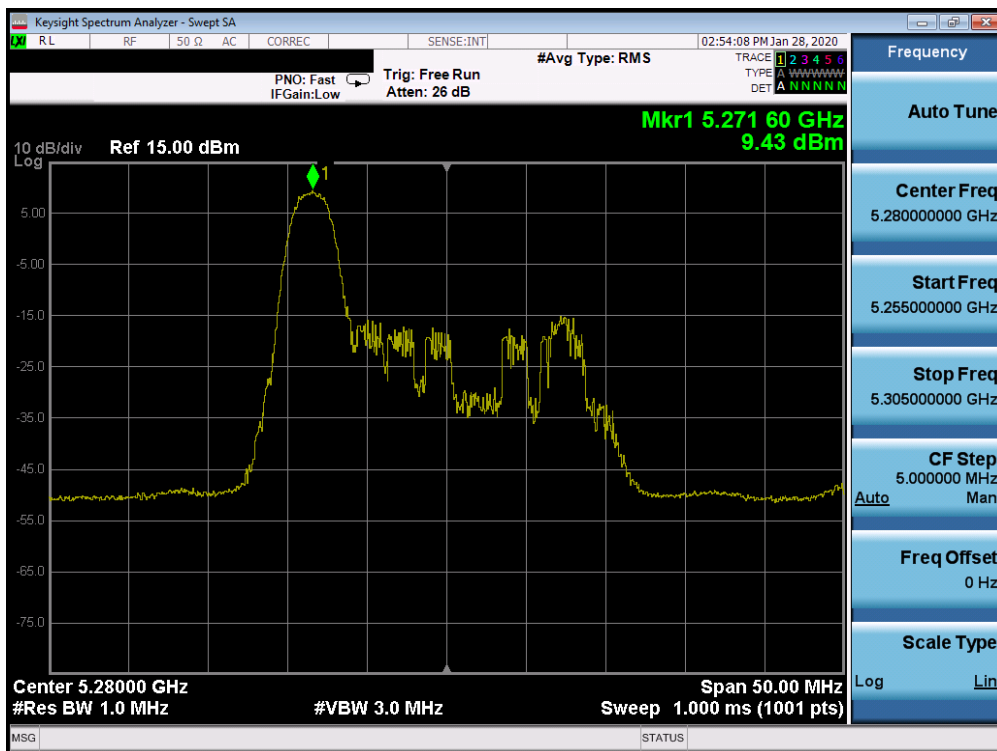 Keysight Spectrum Analyzer - Swept SA
LXI RL RF 50 Ω AC CORREC SENSE:INT 02:54:08 PM Jan 28, 2020
#Avg Type: RMS TRACE 1 2 3 4 5 6
PNO: Fast Trig: Free Run TYPE A WWWWW
IFGain:Low Atten: 26 dB DET A N N N N N
Mkr1 5.271 60 GHz
9.43 dBm
10 dB/div Ref 15.00 dBm
Log
1
5.00
-5.00
-15.0
-25.0
-35.0
-45.0
-55.0
-65.0
-75.0
Center 5.28000 GHz Span 50.00 MHz
#Res BW 1.0 MHz #VBW 3.0 MHz Sweep 1.000 ms (1001 pts)
MSG STATUS
Frequency
Auto Tune
Center Freq
5.280000000 GHz
Start Freq
5.255000000 GHz
Stop Freq
5.305000000 GHz
CF Step
5.000000 MHz
Auto Man
Freq Offset
0 Hz
Scale Type
Log Lin